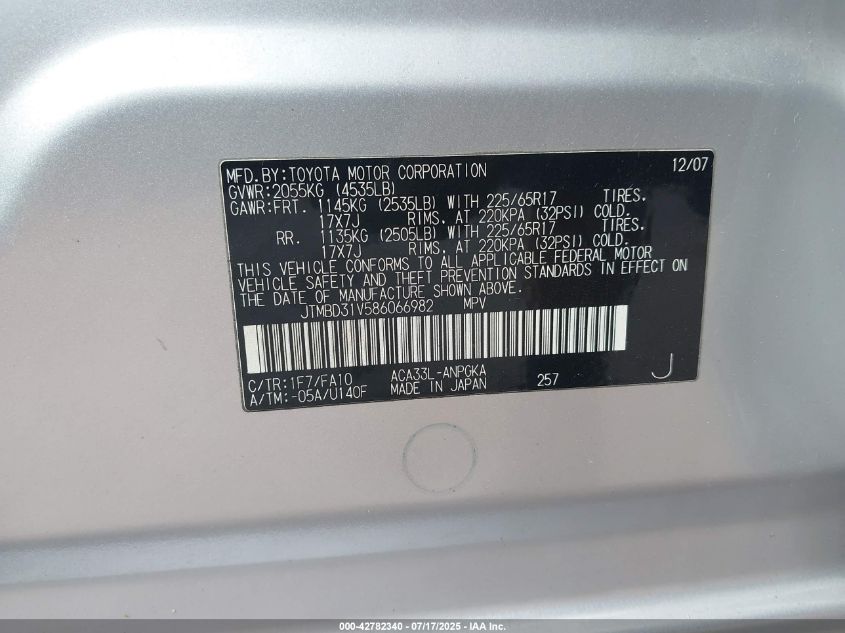 MFD.BY:TOYOTA MOTOR CORPORATION 12/07
GVWR:2055KG (4535LB)
GAWR:FRT. 1145KG (2535LB) WITH 225/65R17 TIRES.
17X7J RIMS. AT 220KPA (32PSI) COLD.
RR. 1135KG (2505LB) WITH 225/65R17 TIRES.
17X7J RIMS. AT 220KPA (32PSI) COLD.
THIS VEHICLE CONFORMS TO ALL APPLICABLE FEDERAL MOTOR
VEHICLE SAFETY AND THEFT PREVENTION STANDARDS IN EFFECT ON
THE DATE OF MANUFACTURE SHOWN ABOVE.
JTMBD31V586066982 MPV
C/TR:1F7/FA10 ACA33L-ANPGKA
A/TM:-05A/U140F MADE IN JAPAN 257 J
000-42782340 - 07/17/2025 - IAA Inc.